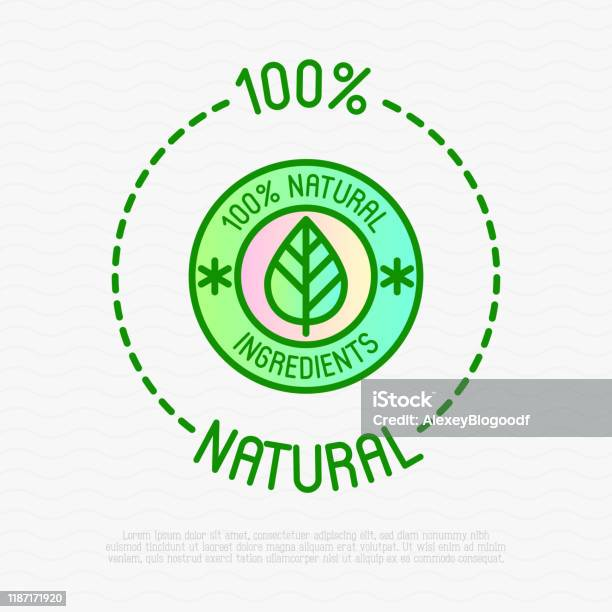 100%
100% NATURAL
INGREDIENTS
NATURAL
iStock
Credit: AlexeyBlogoodf
Lorem ipsum dolor sit amet, consectetuer adipiscing elit,
sed diam nonummy nibh euismod tincidunt
ut laoreet dolore magna aliquam erat volutpat. Ut wisi
enim ad minim veniam, quis nostrud exerci tation
ullamcorper suscipit lobortis nisl ut aliquip ex ea commodo consequat.
1187171920